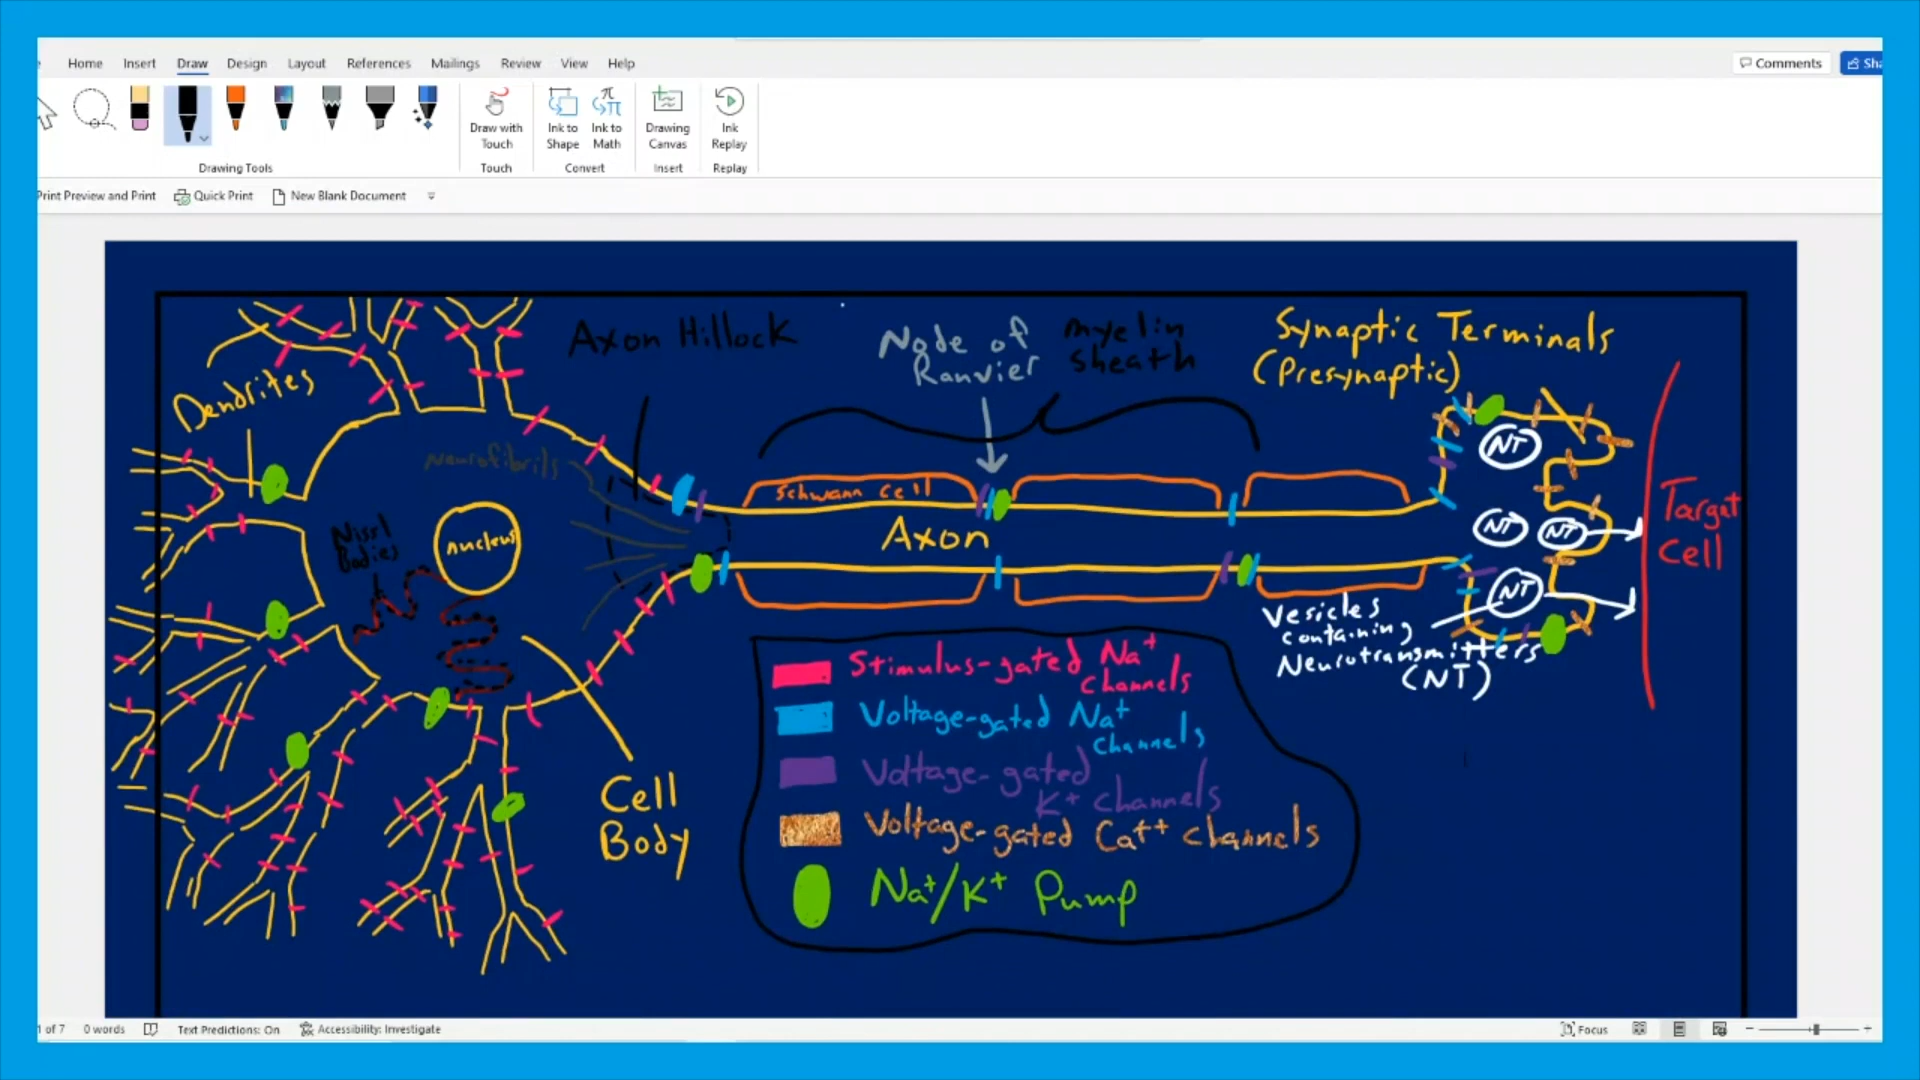 Home Insert Draw Design Layout References Mailings Review View Help
Comments
Draw with
Touch
Ink to
Shape
Ink to
Math
Drawing
Canvas
Ink
Replay
Drawing Tools
Touch
Convert
Insert
Replay
Print Preview and Print Quick Print New Blank Document
Axon Hillock
Node of
Ranvier
myelin
sheath
Synaptic Terminals
(Presynaptic)
Dendrites
Neurofibrils
Schwann cell
NT
Target
Cell
Nissl
Bodies
nucleus
Axon
NT
NT
NT
Vesicles
containing
Neurotransmitters
(NT)
Stimulus-gated Na+
channels
Voltage-gated Na+
Channels
Voltage-gated
K+ channels
Voltage-gated Ca++ channels
Na+/K+ Pump
Cell
Body
1 of 7 0 words Text Predictions: On Accessibility: Investigate Focus